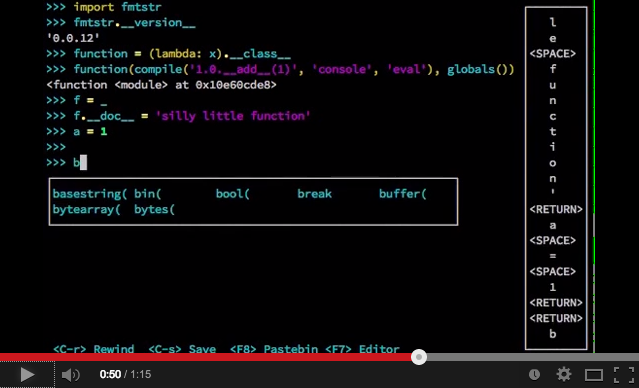 >>> import fmtstr
>>> fmtstr.__version__
'0.0.12'
>>> function = (lambda: x).__class__
>>> function(compile('1.0.__add__(1)', 'console', 'eval'), globals())
<function <module> at 0x10e60cde8>
>>> f = _
>>> f.__doc__ = 'silly little function'
>>> a = 1
>>>
>>> b
basestring( bin( bool( break buffer(
bytearray( bytes(
<C-r> Rewind <C-s> Save <F8> Pastebin <F7> Editor
l
e
<SPACE>
f
u
n
c
t
i
o
n
'
<RETURN>
a
<SPACE>
=
<SPACE>
1
<RETURN>
<RETURN>
b
0:50 / 1:15